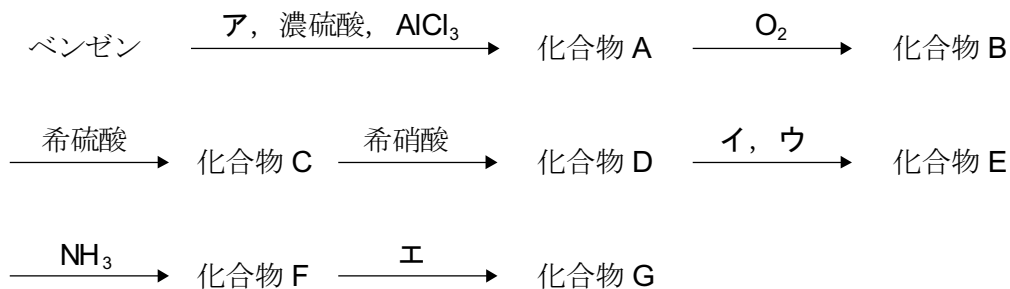 ベンゼン ア，濃硫酸，AlCl3 化合物 A O2 化合物 B
希硫酸 化合物 C 希硝酸 化合物 D イ，ウ 化合物 E
NH3 化合物 F エ 化合物 G